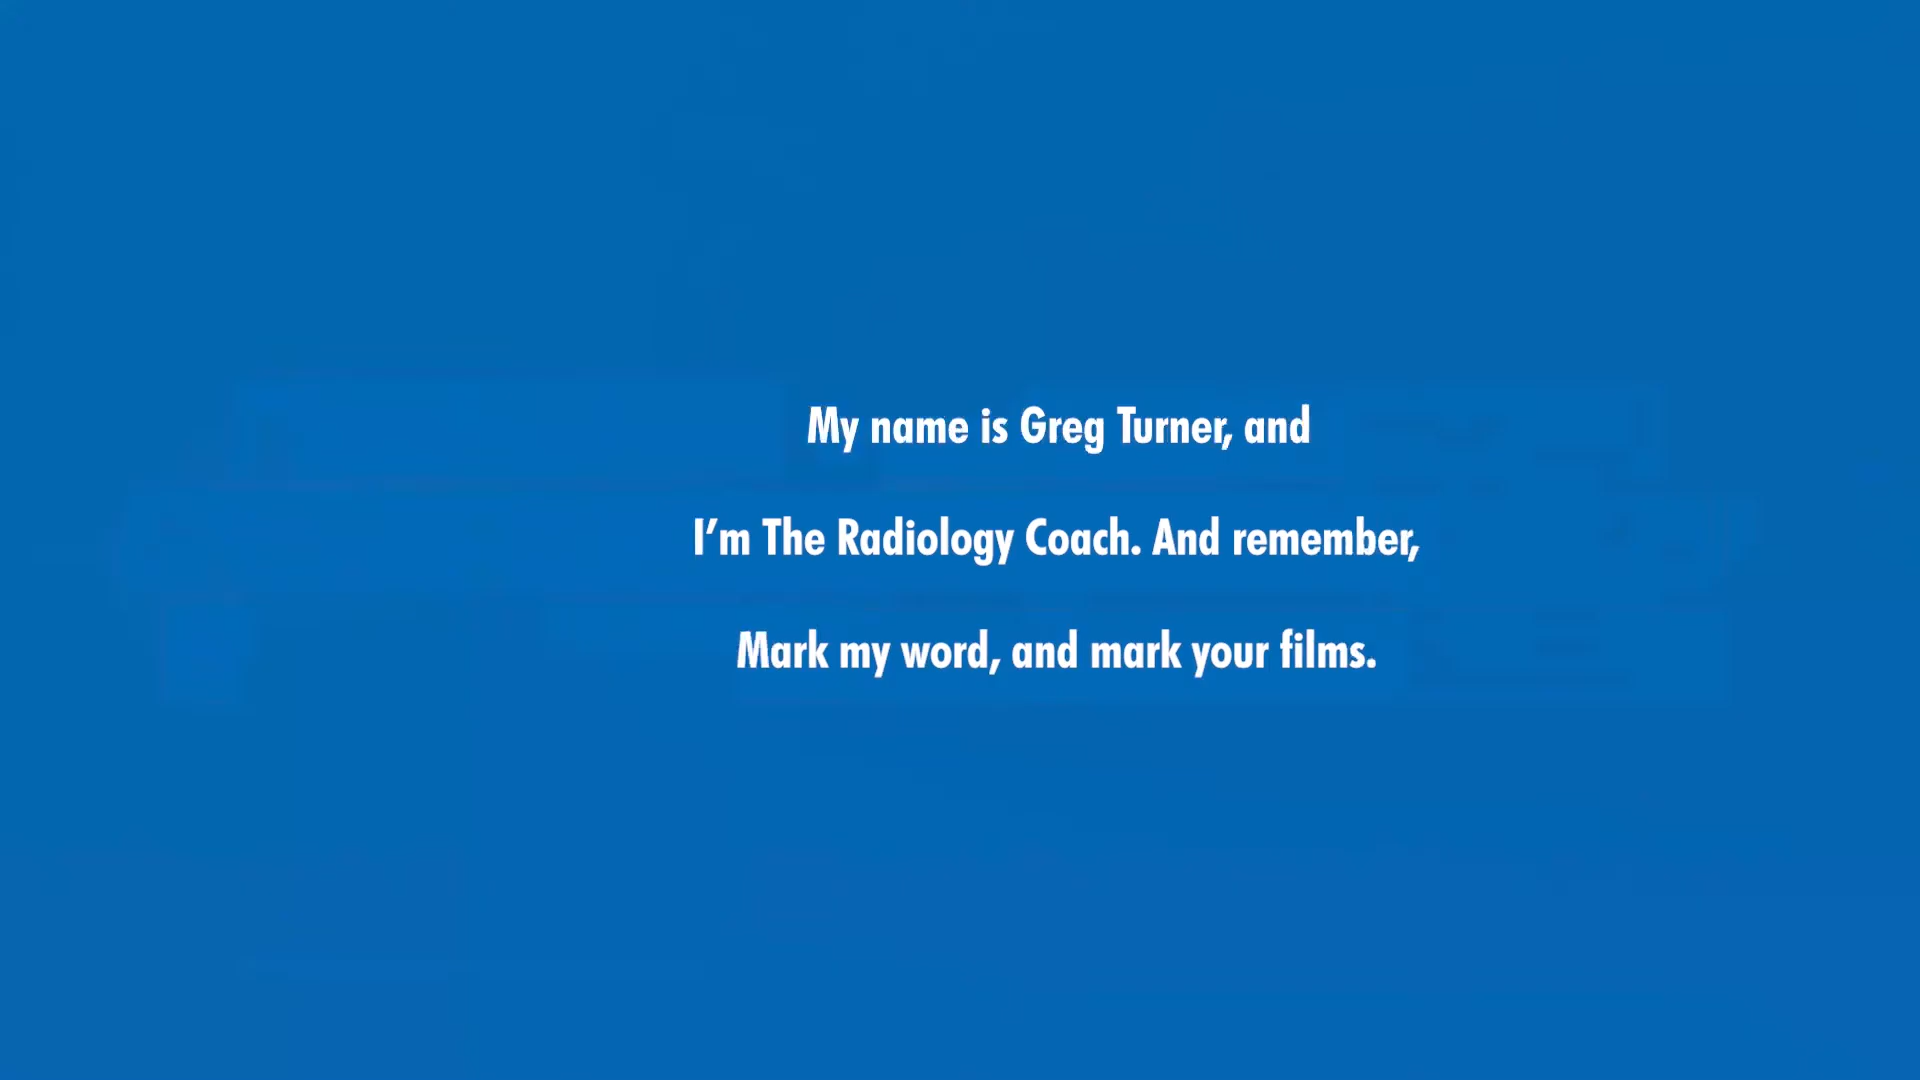 My name is Greg Turner, and
I’m The Radiology Coach. And remember,
Mark my word, and mark your films.